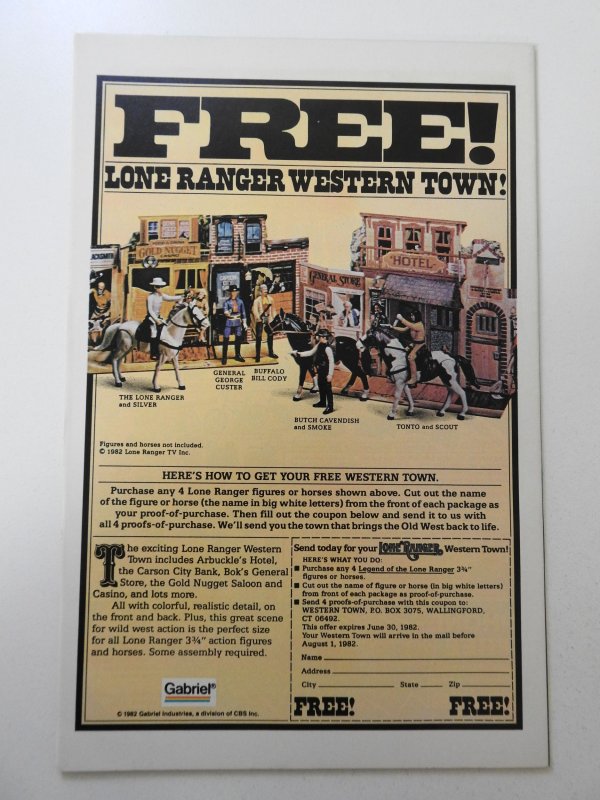 FREE!
LONE RANGER WESTERN TOWN!
GOLD NUGGET
GENERAL STORE
HOTEL
THE LONE RANGER
and SILVER
GENERAL
GEORGE
CUSTER
BUFFALO
BILL CODY
BUTCH CAVENDISH
and SMOKE
TONTO and SCOUT
Figures and horses not included.
© 1982 Lone Ranger TV Inc.
HERE'S HOW TO GET YOUR FREE WESTERN TOWN.
Purchase any 4 Lone Ranger figures or horses shown above. Cut out the name
of the figure or horse (the name in big white letters) from the front of each package as
your proof-of-purchase. Then fill out the coupon below and send it to us with
all 4 proofs-of-purchase. We'll send you the town that brings the Old West back to life.
The exciting Lone Ranger Western
Town includes Arbuckle's Hotel,
the Carson City Bank, Bok's General
Store, the Gold Nugget Saloon and
Casino, and lots more.
All with colorful, realistic detail, on
the front and back. Plus, this great scene
for wild west action is the perfect size
for all Lone Ranger 3¾" action figures
and horses. Some assembly required.
Gabriel®
© 1982 Gabriel Industries, a division of CBS Inc.
Send today for your LONE RANGER Western Town!
HERE'S WHAT YOU DO:
■ Purchase any 4 Legend of the Lone Ranger 3¾"
figures or horses.
■ Cut out the name of figure or horse (in big white letters)
from front of each package as proof-of-purchase.
■ Send 4 proofs-of-purchase with this coupon to:
WESTERN TOWN, P.O. BOX 3075, WALLINGFORD,
CT 06492.
This offer expires June 30, 1982.
Your Western Town will arrive in the mail before
August 1, 1982.
Name
Address
City State Zip
FREE! FREE!